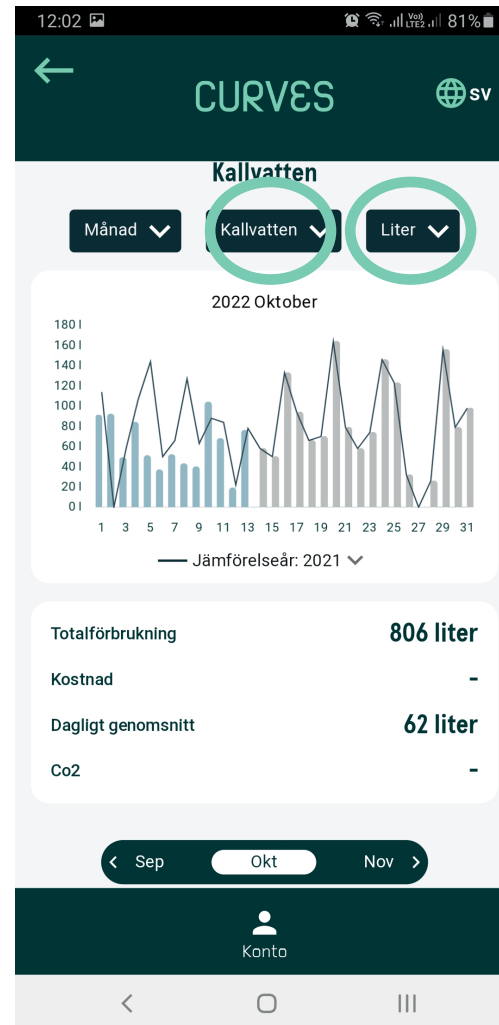 12:02 Vo)) LTE2 81%
CURVES
SV
Kallvatten
Månad Kallvatten Liter
2022 Oktober
180 l
160 l
140 l
120 l
100 l
80 l
60 l
40 l
20 l
0 l
1 3 5 7 9 11 13 15 17 19 21 23 25 27 29 31
Jämförelseår: 2021
Totalförbrukning 806 liter
Kostnad -
Dagligt genomsnitt 62 liter
Co2 -
Sep Okt Nov
Konto